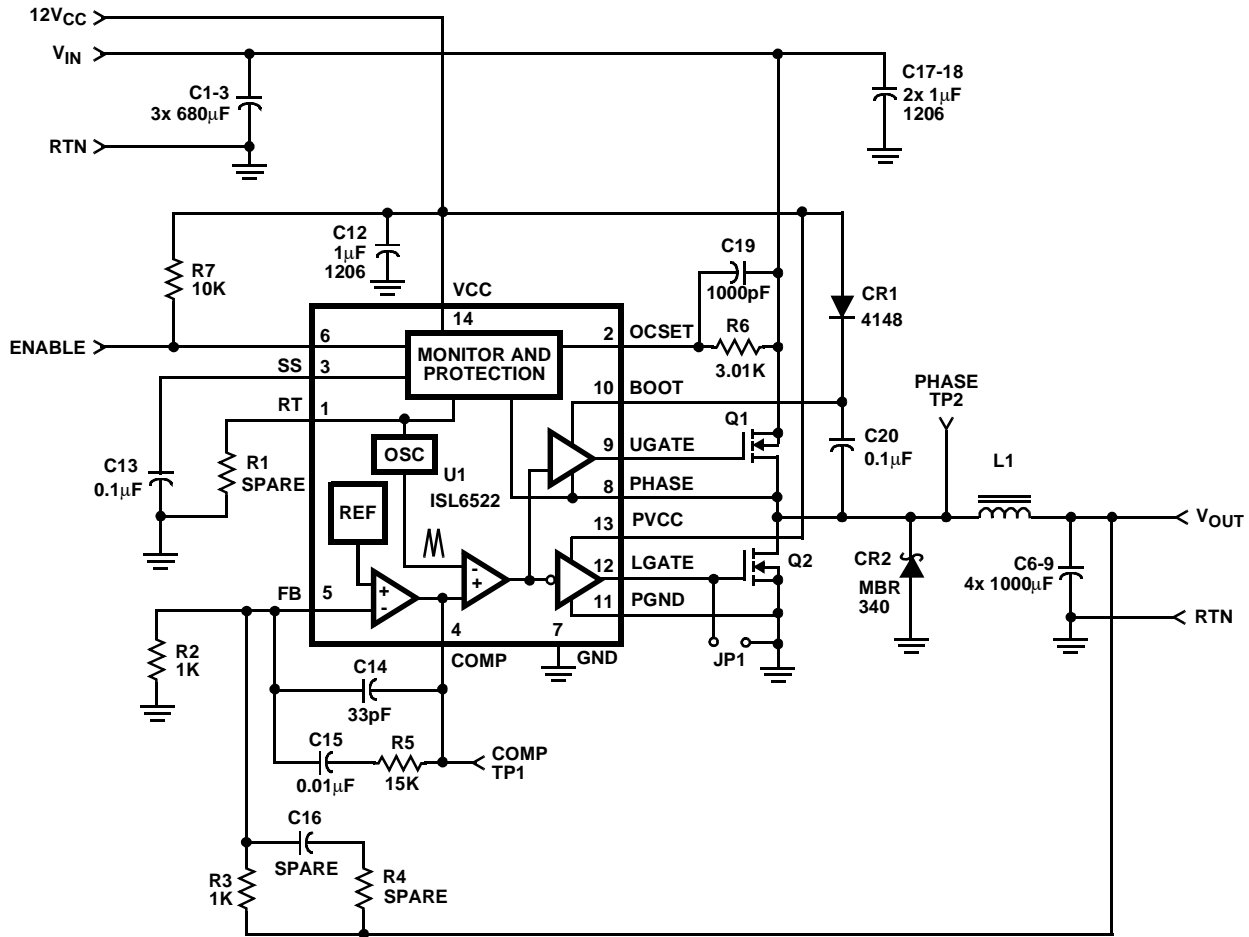 12VCC
VIN
C1-3
3x 680µF
RTN
C17-18
2x 1µF
1206
C12
1µF
1206
R7
10K
VCC
14
C19
1000pF
CR1
4148
ENABLE
6
MONITOR AND
PROTECTION
2
OCSET
R6
3.01K
SS
3
RT
1
10
BOOT
PHASE
TP2
Q1
C20
0.1µF
L1
OSC
U1
ISL6522
9
UGATE
C13
0.1µF
R1
SPARE
8
PHASE
REF
13
PVCC
VOUT
- +
12
LGATE
Q2
CR2
MBR
340
C6-9
4x 1000µF
FB
5
+ -
11
PGND
RTN
4
7
R2
1K
COMP
GND
JP1
C14
33pF
C15
0.01µF
R5
15K
COMP
TP1
C16
SPARE
R3
1K
R4
SPARE